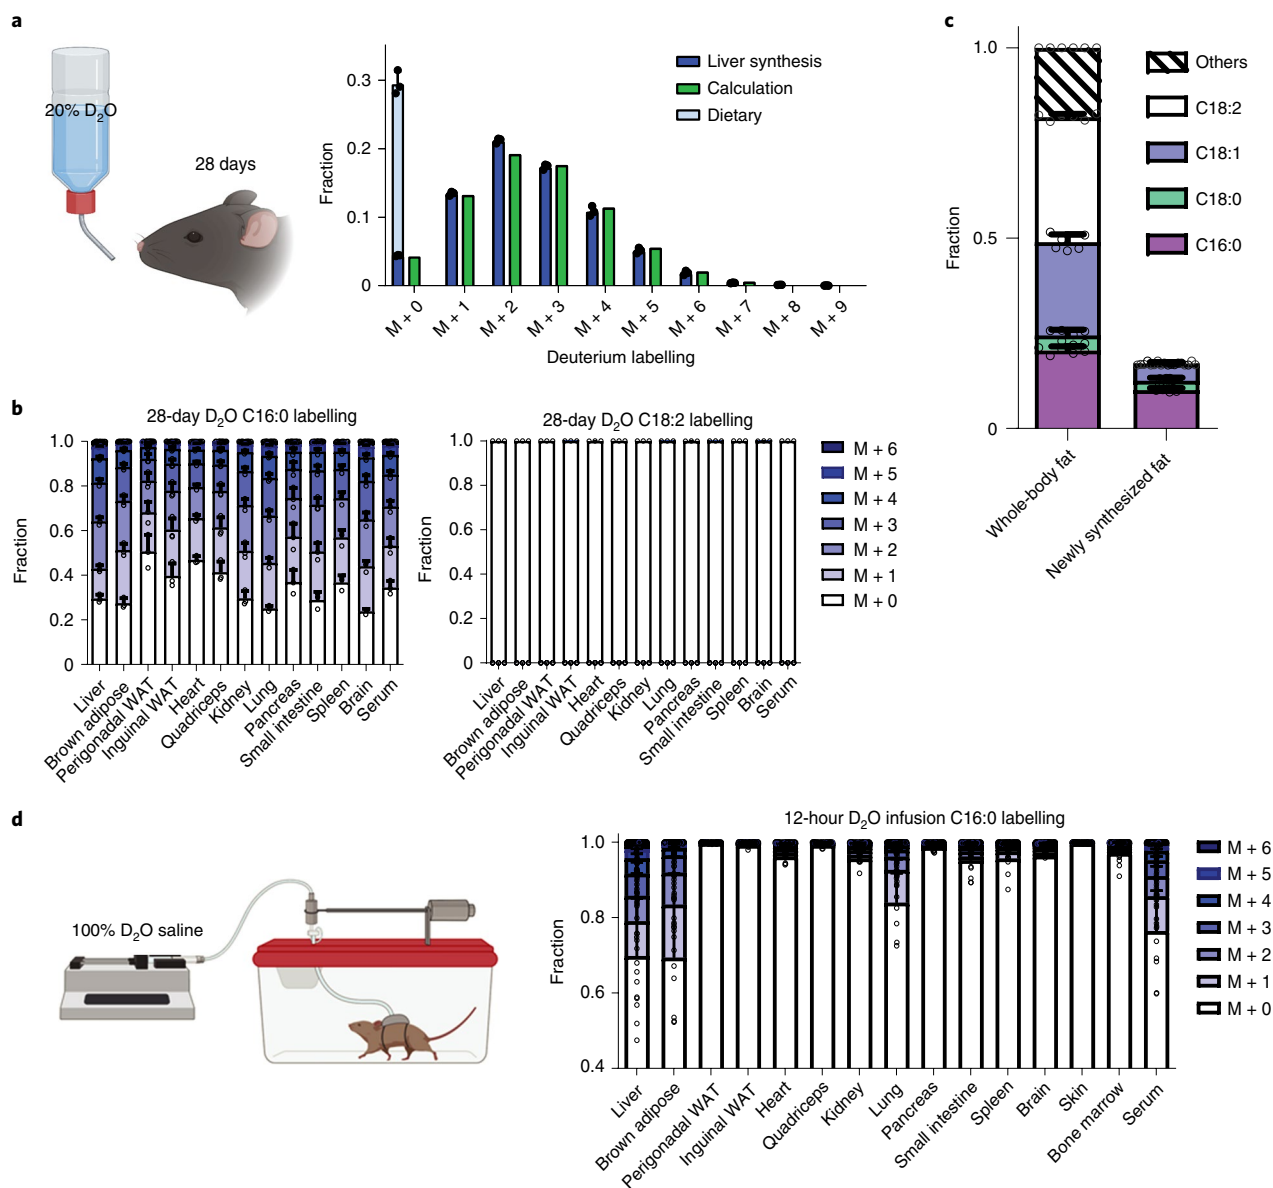 a
20% D2O
28 days
Fraction
0.3
0.2
0.1
0
M + 0
M + 1
M + 2
M + 3
M + 4
M + 5
M + 6
M + 7
M + 8
M + 9
Deuterium labelling
Liver synthesis
Calculation
Dietary
c
Fraction
1.0
0.5
0
Whole-body fat
Newly synthesized fat
Others
C18:2
C18:1
C18:0
C16:0
b
28-day D2O C16:0 labelling
Fraction
1.0
0.8
0.6
0.4
0.2
0
Liver
Brown adipose
Perigonadal WAT
Inguinal WAT
Heart
Quadriceps
Kidney
Lung
Pancreas
Small intestine
Spleen
Brain
Serum
28-day D2O C18:2 labelling
Fraction
1.0
0.8
0.6
0.4
0.2
0
Liver
Brown adipose
Perigonadal WAT
Inguinal WAT
Heart
Quadriceps
Kidney
Lung
Pancreas
Small intestine
Spleen
Brain
Serum
M + 6
M + 5
M + 4
M + 3
M + 2
M + 1
M + 0
d
100% D2O saline
12-hour D2O infusion C16:0 labelling
Fraction
1.0
0.8
0.6
0.4
Liver
Brown adipose
Perigonadal WAT
Inguinal WAT
Heart
Quadriceps
Kidney
Lung
Pancreas
Small intestine
Spleen
Brain
Skin
Bone marrow
Serum
M + 6
M + 5
M + 4
M + 3
M + 2
M + 1
M + 0